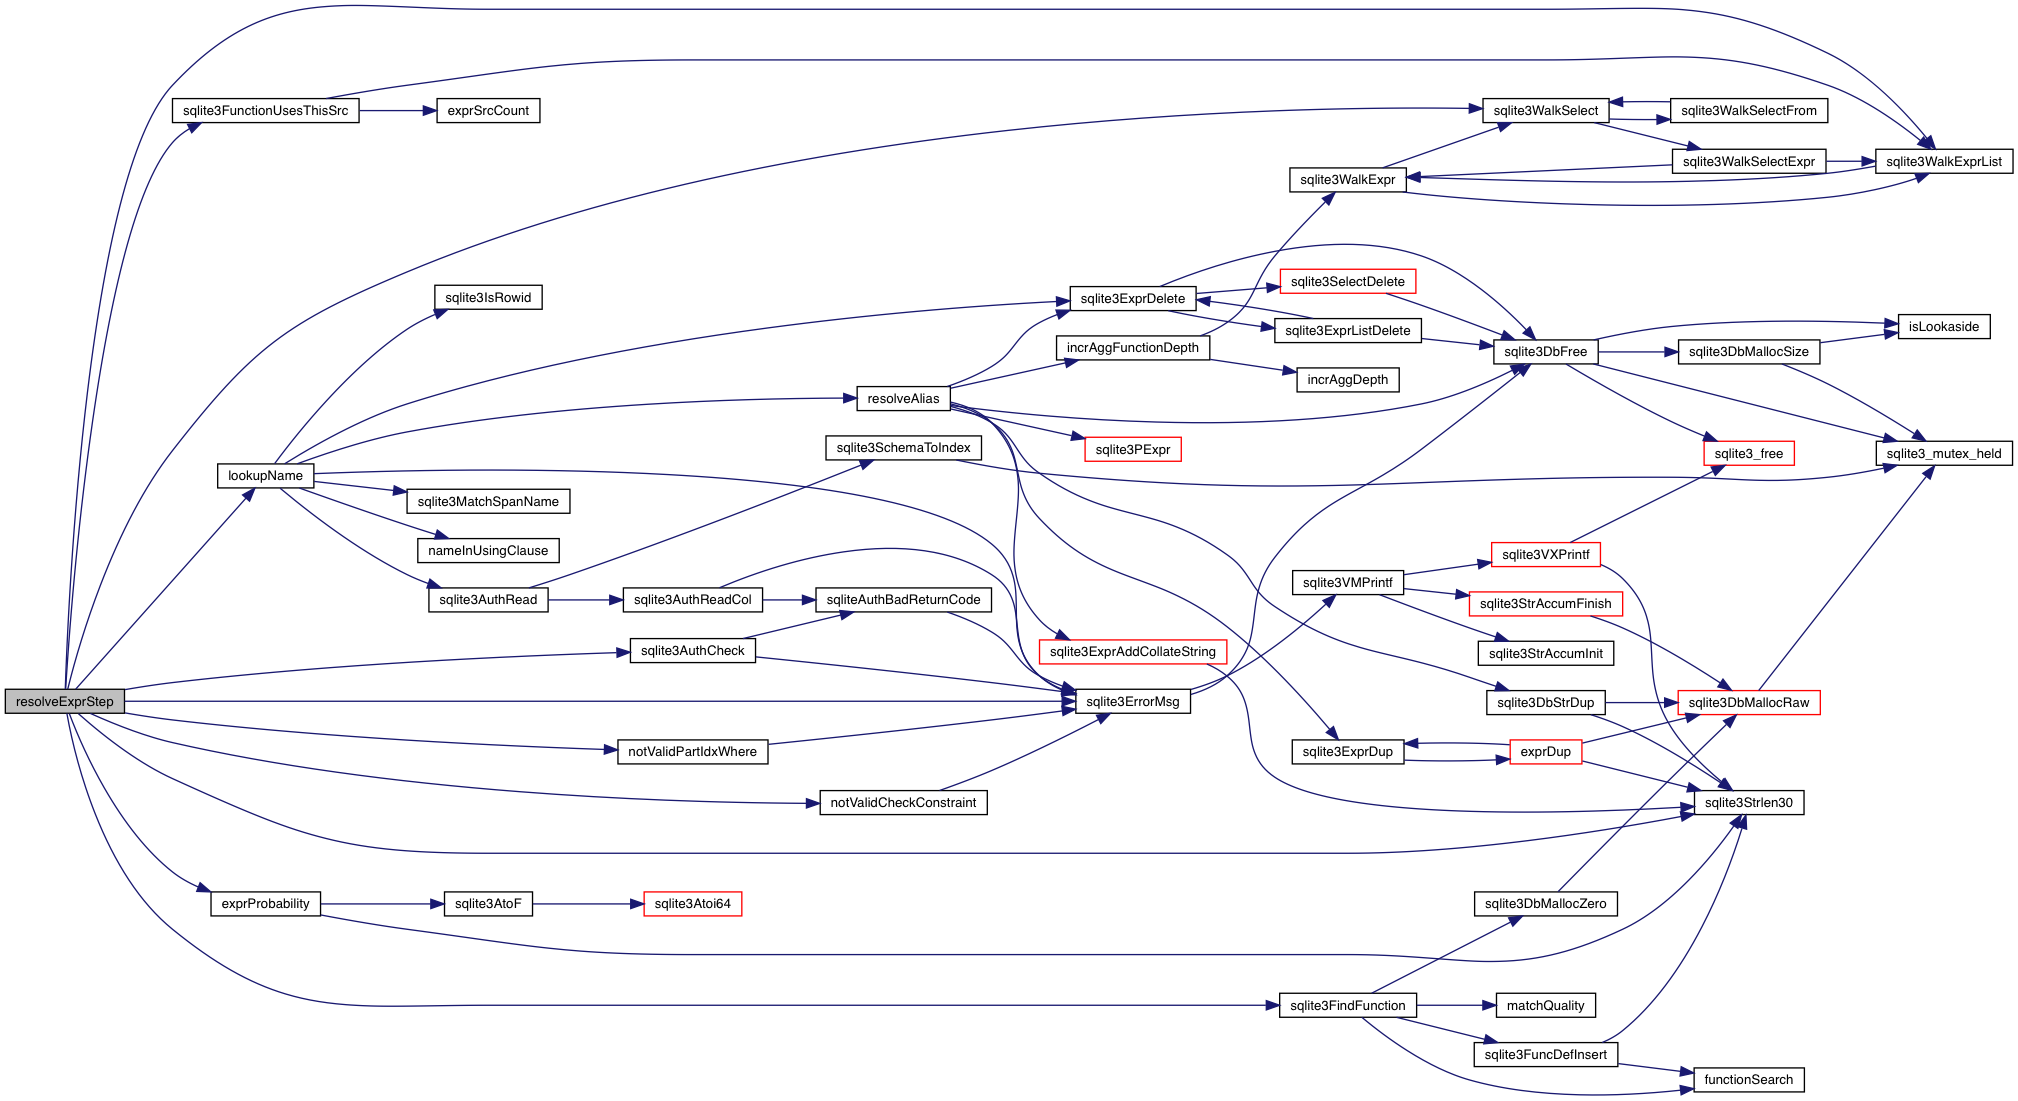 resolveExprStep
sqlite3FunctionUsesThisSrc
exprSrcCount
sqlite3WalkSelect
sqlite3WalkSelectFrom
sqlite3WalkSelectExpr
sqlite3WalkExprList
sqlite3WalkExpr
sqlite3IsRowid
sqlite3ExprDelete
sqlite3SelectDelete
sqlite3ExprListDelete
isLookaside
incrAggFunctionDepth
sqlite3DbFree
sqlite3DbMallocSize
incrAggDepth
resolveAlias
sqlite3SchemaToIndex
sqlite3PExpr
sqlite3_free
sqlite3_mutex_held
lookupName
sqlite3MatchSpanName
nameInUsingClause
sqlite3AuthRead
sqlite3AuthReadCol
sqliteAuthBadReturnCode
sqlite3VMPrintf
sqlite3VXPrintf
sqlite3StrAccumFinish
sqlite3StrAccumInit
sqlite3AuthCheck
sqlite3ExprAddCollateString
sqlite3ErrorMsg
sqlite3DbStrDup
sqlite3DbMallocRaw
notValidPartIdxWhere
sqlite3ExprDup
exprDup
notValidCheckConstraint
sqlite3Strlen30
exprProbability
sqlite3AtoF
sqlite3Atoi64
sqlite3DbMallocZero
sqlite3FindFunction
matchQuality
sqlite3FuncDefInsert
functionSearch